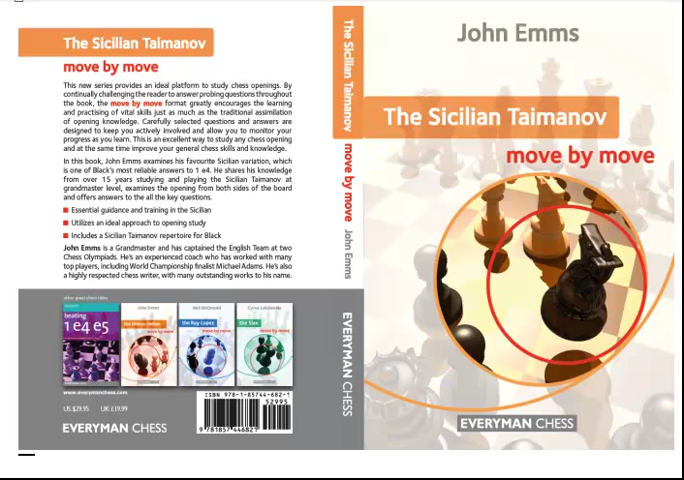 The Sicilian Taimanov
move by move
This new series provides an ideal platform to study chess openings. By
continually challenging the reader to answer probing questions throughout
the book, the move by move format greatly encourages the learning
and practising of vital skills just as much as the traditional assimilation
of opening knowledge. Carefully selected questions and answers are
designed to keep you actively involved and allow you to monitor your
progress as you learn. This is an excellent way to study any chess opening
and at the same time improve your general chess skills and knowledge.
In this book, John Emms examines his favourite Sicilian variation, which
is one of Black's most reliable answers to 1 e4. He shares his knowledge
from over 15 years studying and playing the Sicilian Taimanov at
grandmaster level, examines the opening from both sides of the board
and offers answers to the all the key questions.
Essential guidance and training in the Sicilian
Utilizes an ideal approach to opening study
Includes a Sicilian Taimanov repertoire for Black
John Emms is a Grandmaster and has captained the English Team at two
Chess Olympiads. He's an experienced coach who has worked with many
top players, including World Championship finalist Michael Adams. He's also
a highly respected chess writer, with many outstanding works to his name.
other great chess titles
beating
1 e4 e5
John Emms
move by move
Neil McDonald
the Ruy Lopez
move by move
Cyrus Lakdawala
the Slav
move by move
www.everymanchess.com
US $29.95 UK £19.99
EVERYMAN CHESS
ISBN 978-1-85744-682-1
52995
9 781857 446821
The Sicilian Taimanov move by move John Emms
EVERYMAN CHESS
John Emms
The Sicilian Taimanov
move by move
EVERYMAN CHESS